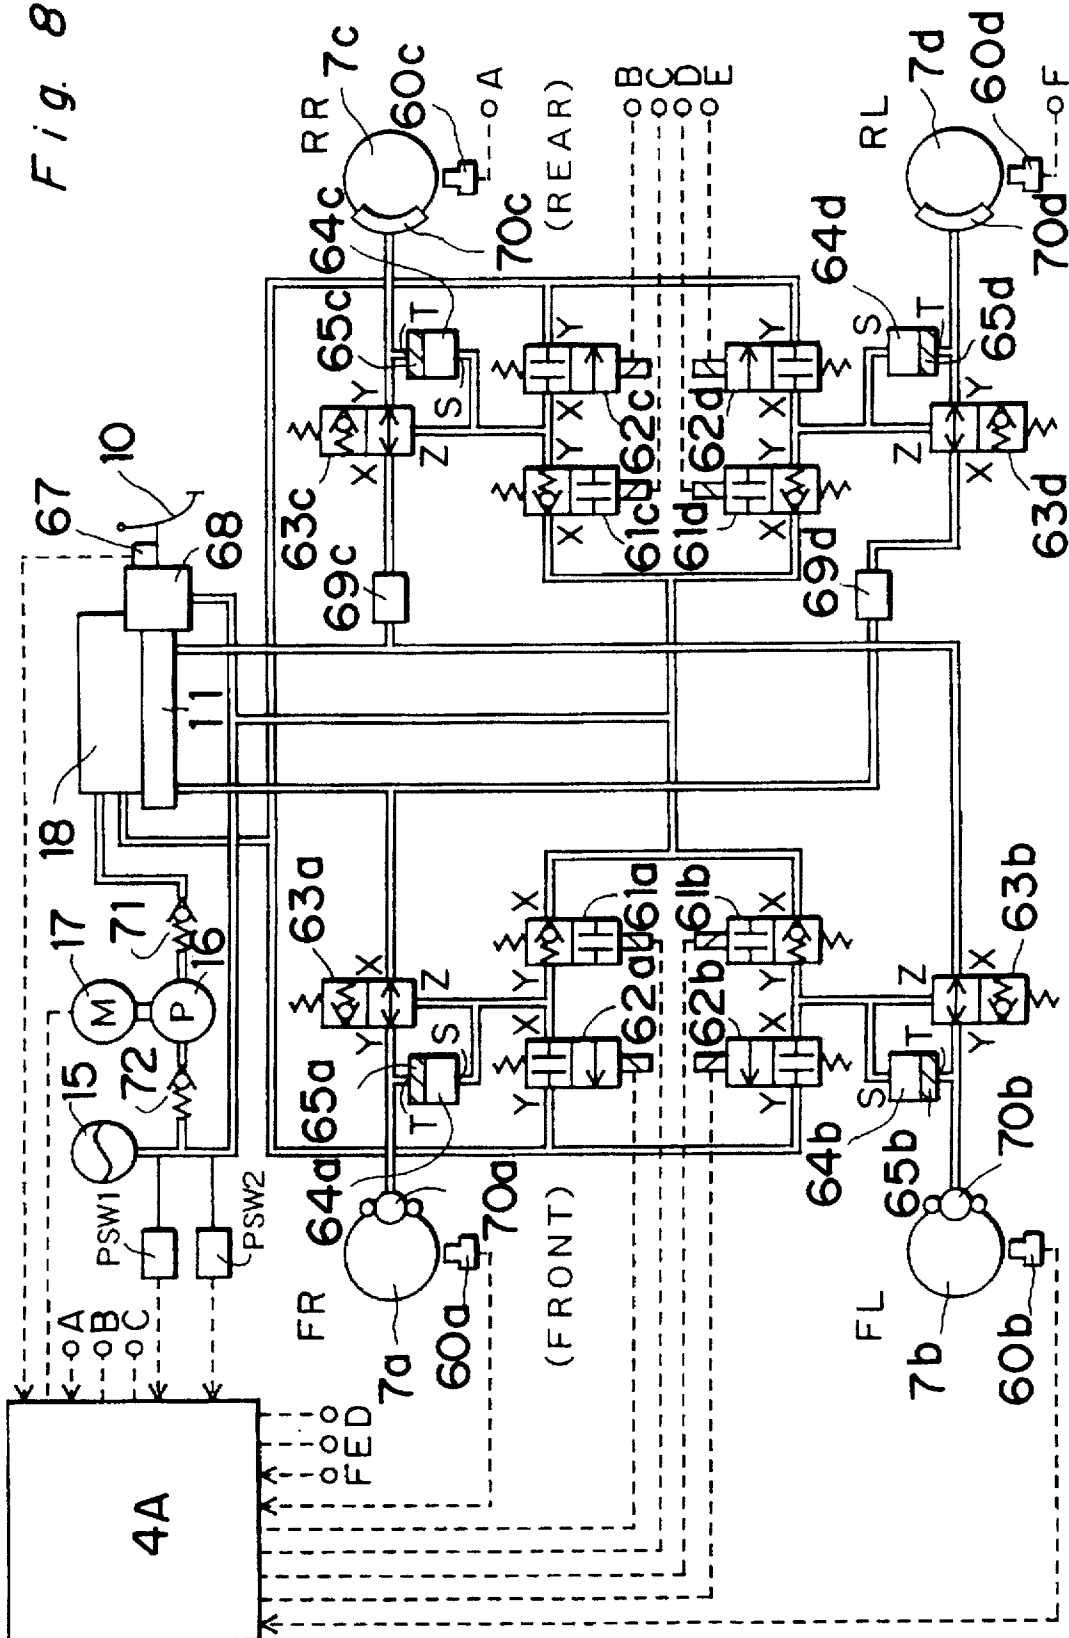 Fig. 8
10
67
68
11
18
71
17
M
P
16
72
15
PSW1
PSW2
A
B
C
4A
D
E
F
RR
7c
60c
A
64c
70c
(REAR)
65c
T
S
Y
X
Z
63c
69c
B
C
D
E
Y
X
62c
Y
X
61c
Y
X
62d
Y
X
61d
RL
7d
60d
F
64d
70d
S
T
65d
Y
Z
X
63d
69d
63a
X
Y
Z
65a
S
T
64a
70a
FR
7a
60a
(FRONT)
X
61a
Y
X
62a
Y
X
61b
Y
X
62b
Y
63b
Z
X
Y
S
T
64b
65b
70b
FL
7b
60b